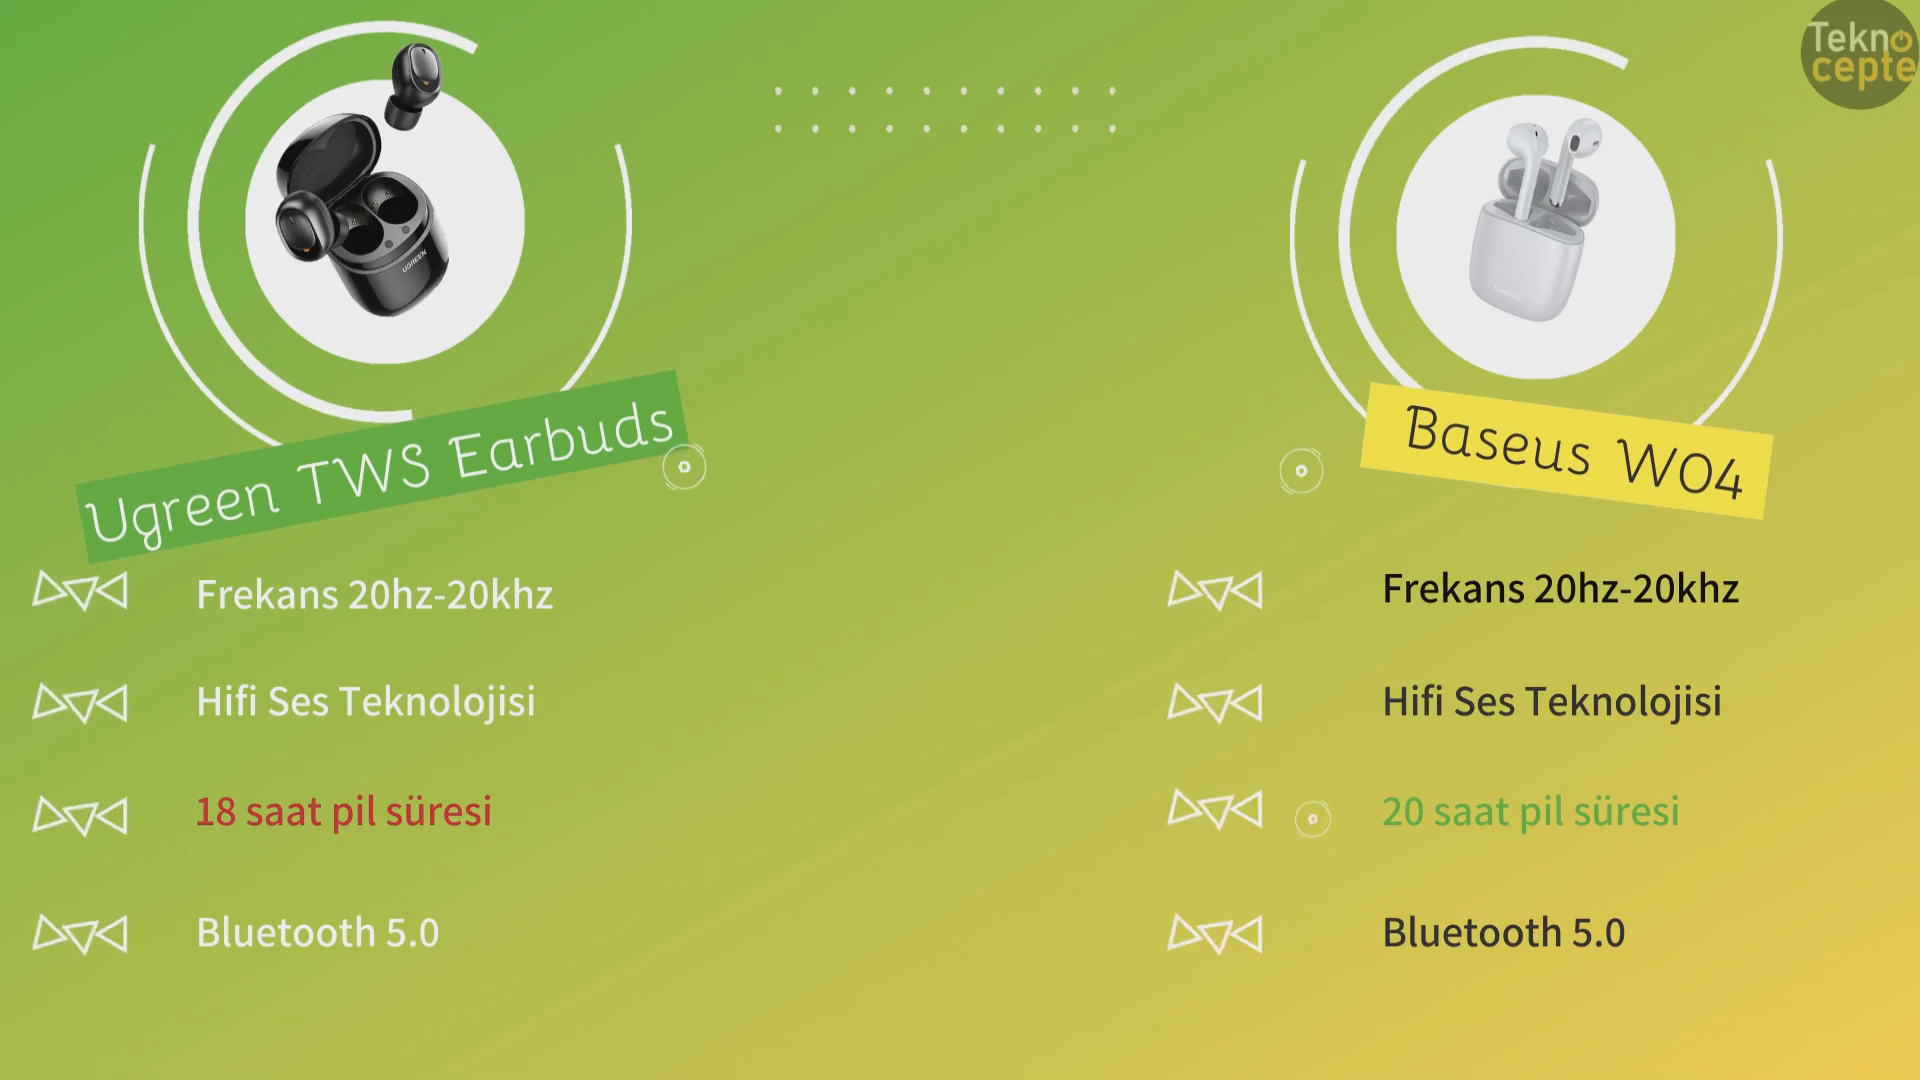 Tekno
cepte
UGREEN
Ugreen TWS Earbuds
Frekans 20hz-20khz
Hifi Ses Teknolojisi
18 saat pil süresi
Bluetooth 5.0
Baseus W04
Frekans 20hz-20khz
Hifi Ses Teknolojisi
20 saat pil süresi
Bluetooth 5.0